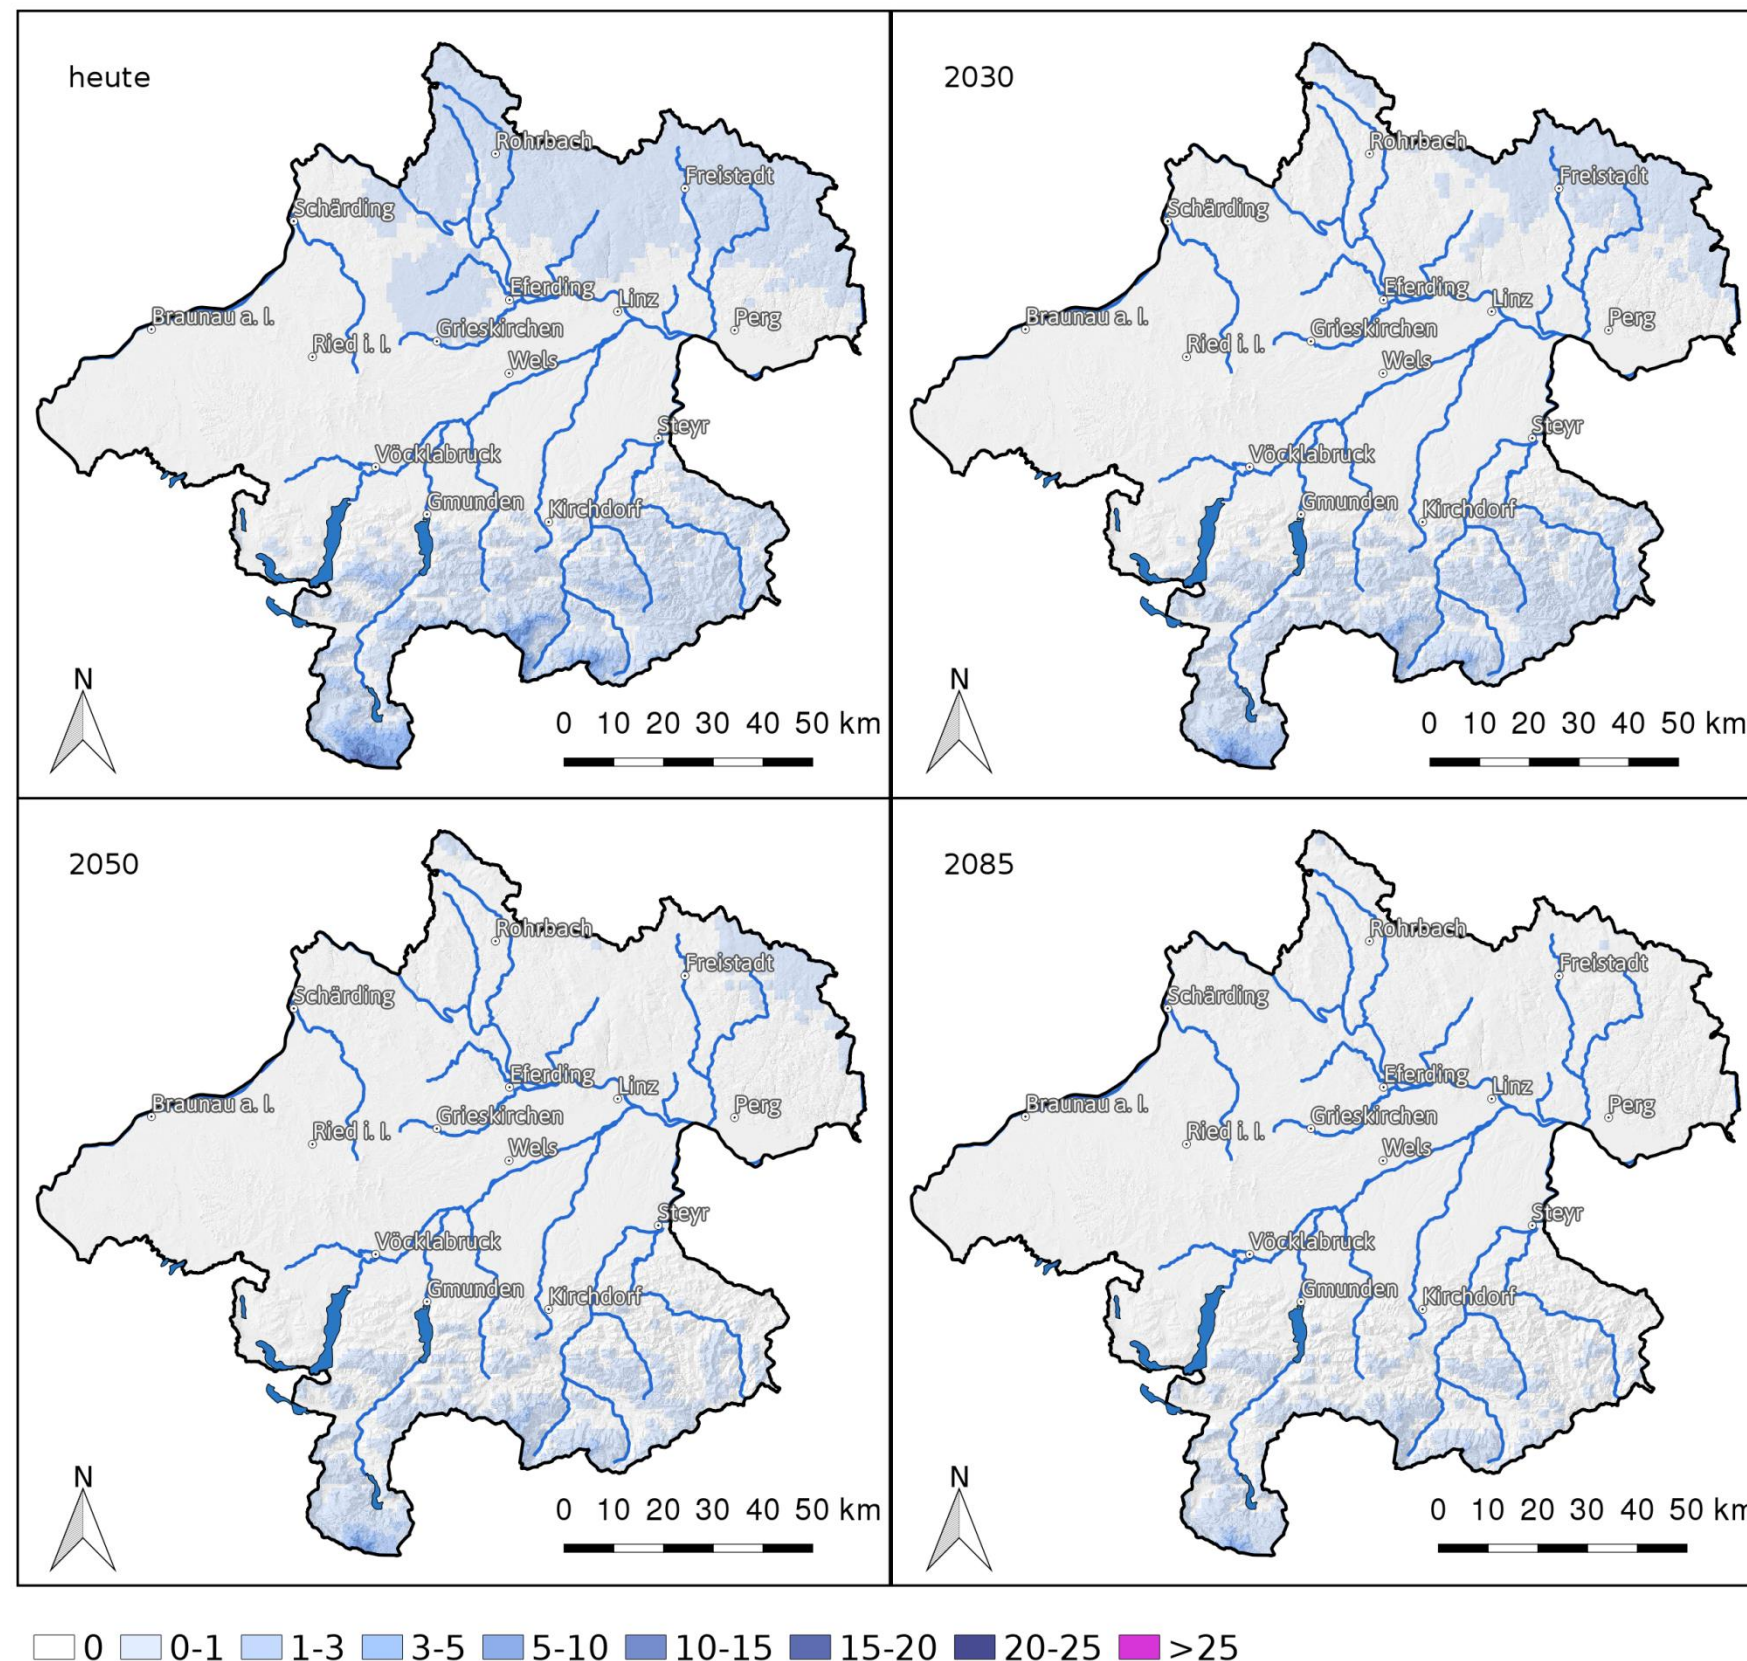 heute
Rohrbach
Freistadt
Schärding
Eferding
Linz
Braunau a. I.
Ried i. I.
Grieskirchen
Perg
Wels
Steyr
Vöcklabruck
Gmunden
Kirchdorf
N
0 10 20 30 40 50 km
2030
Rohrbach
Freistadt
Schärding
Eferding
Linz
Braunau a. I.
Ried i. I.
Grieskirchen
Perg
Wels
Steyr
Vöcklabruck
Gmunden
Kirchdorf
N
0 10 20 30 40 50 km
2050
Rohrbach
Freistadt
Schärding
Eferding
Linz
Braunau a. I.
Ried i. I.
Grieskirchen
Perg
Wels
Steyr
Vöcklabruck
Gmunden
Kirchdorf
N
0 10 20 30 40 50 km
2085
Rohrbach
Freistadt
Schärding
Eferding
Linz
Braunau a. I.
Ried i. I.
Grieskirchen
Perg
Wels
Steyr
Vöcklabruck
Gmunden
Kirchdorf
N
0 10 20 30 40 50 km
0 0-1 1-3 3-5 5-10 10-15 15-20 20-25 >25